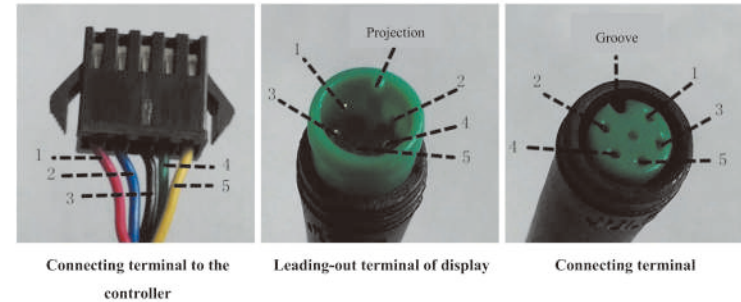 Projection
Groove
1
1
2
2
3
3
4
4
5
5
1
2
3
4
5
Connecting terminal to the
controller
Leading-out terminal of display
Connecting terminal